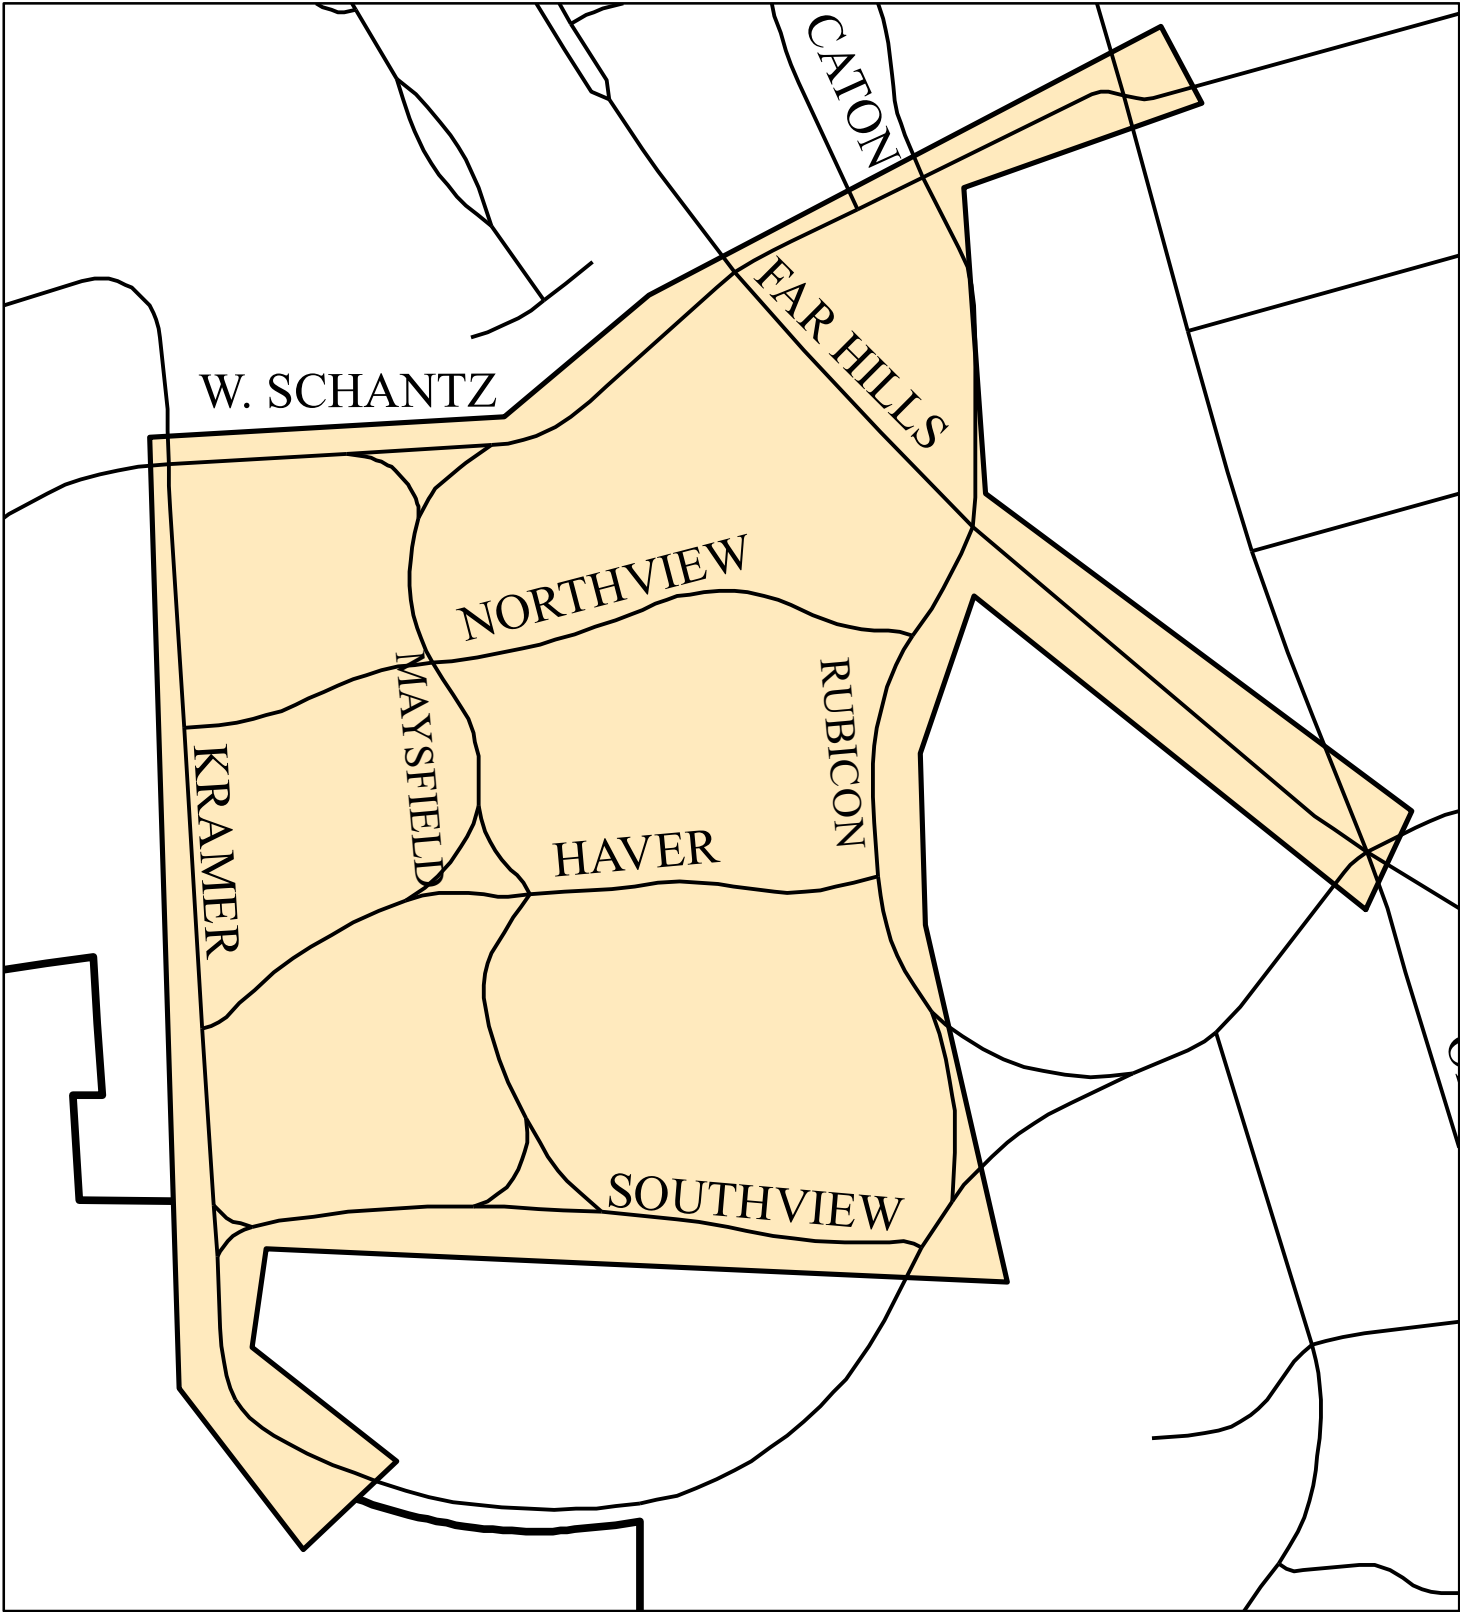 CATON
FAR HILLS
W. SCHANTZ
NORTHVIEW
MAYSFIELD
RUBICON
KRAMER
HAVER
SOUTHVIEW